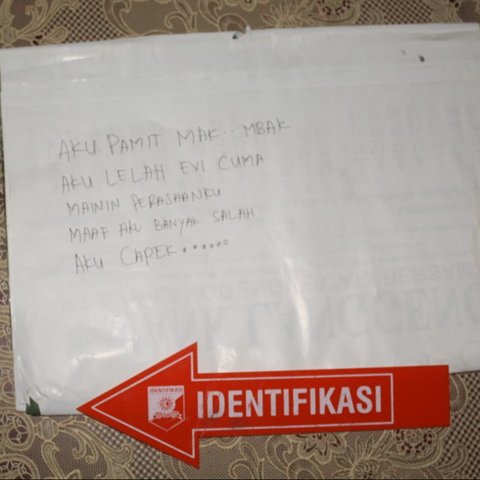 AKU PAMIT MAK.. MBAK
AKU LELAH EVI CUMA
MAININ PERASAANKU
MAAF AKU BANYAK SALAH
AKU CAPEK......
IDENTIFIKASI